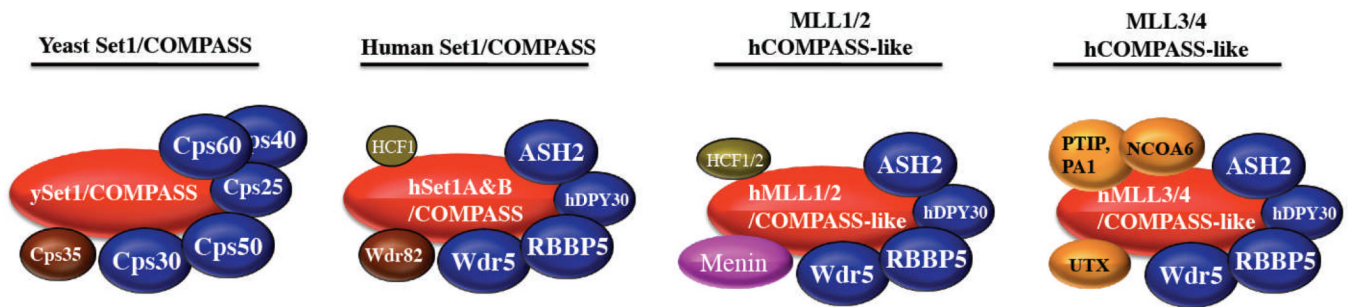 Yeast Set1/COMPASS
Cps60
ps40
ySet1/COMPASS
Cps25
Cps35
Cps30
Cps50
Human Set1/COMPASS
HCF1
ASH2
hSet1A&B
/COMPASS
hDPY30
Wdr82
Wdr5
RBBP5
MLL1/2
hCOMPASS-like
HCF1/2
ASH2
hMLL1/2
/COMPASS-like
hDPY30
Menin
Wdr5
RBBP5
MLL3/4
hCOMPASS-like
PTIP,
PA1
NCOA6
ASH2
hMLL3/4
/COMPASS-like
hDPY30
UTX
Wdr5
RBBP5